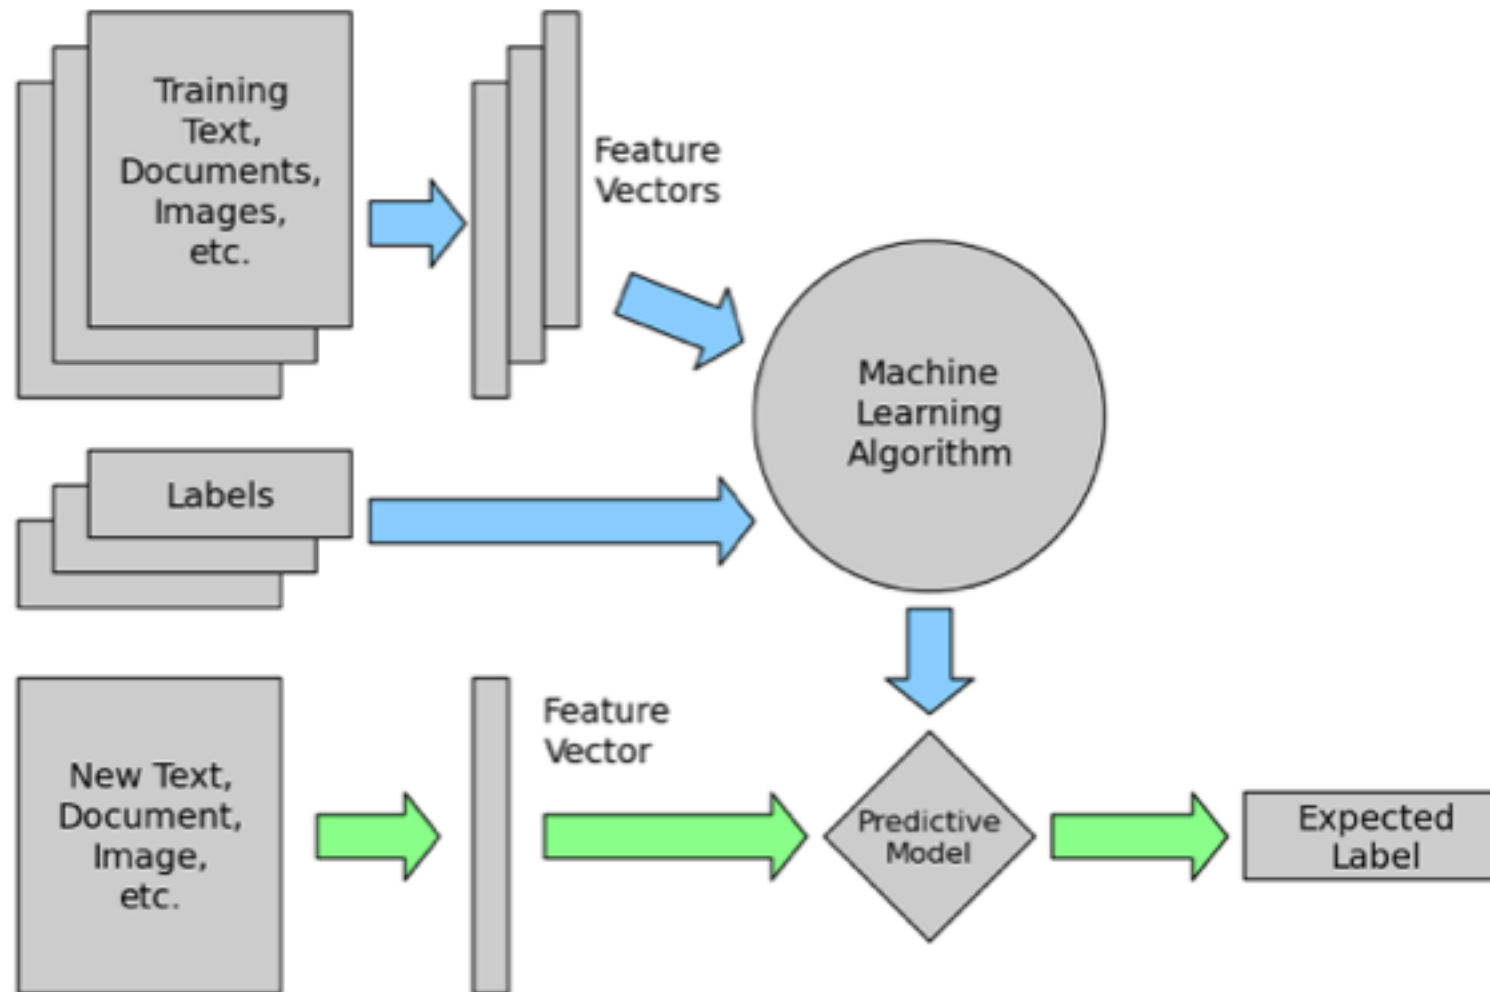 Training
Text,
Documents,
Images,
etc.
Feature
Vectors
Machine
Learning
Algorithm
Labels
New Text,
Document,
Image,
etc.
Feature
Vector
Predictive
Model
Expected
Label